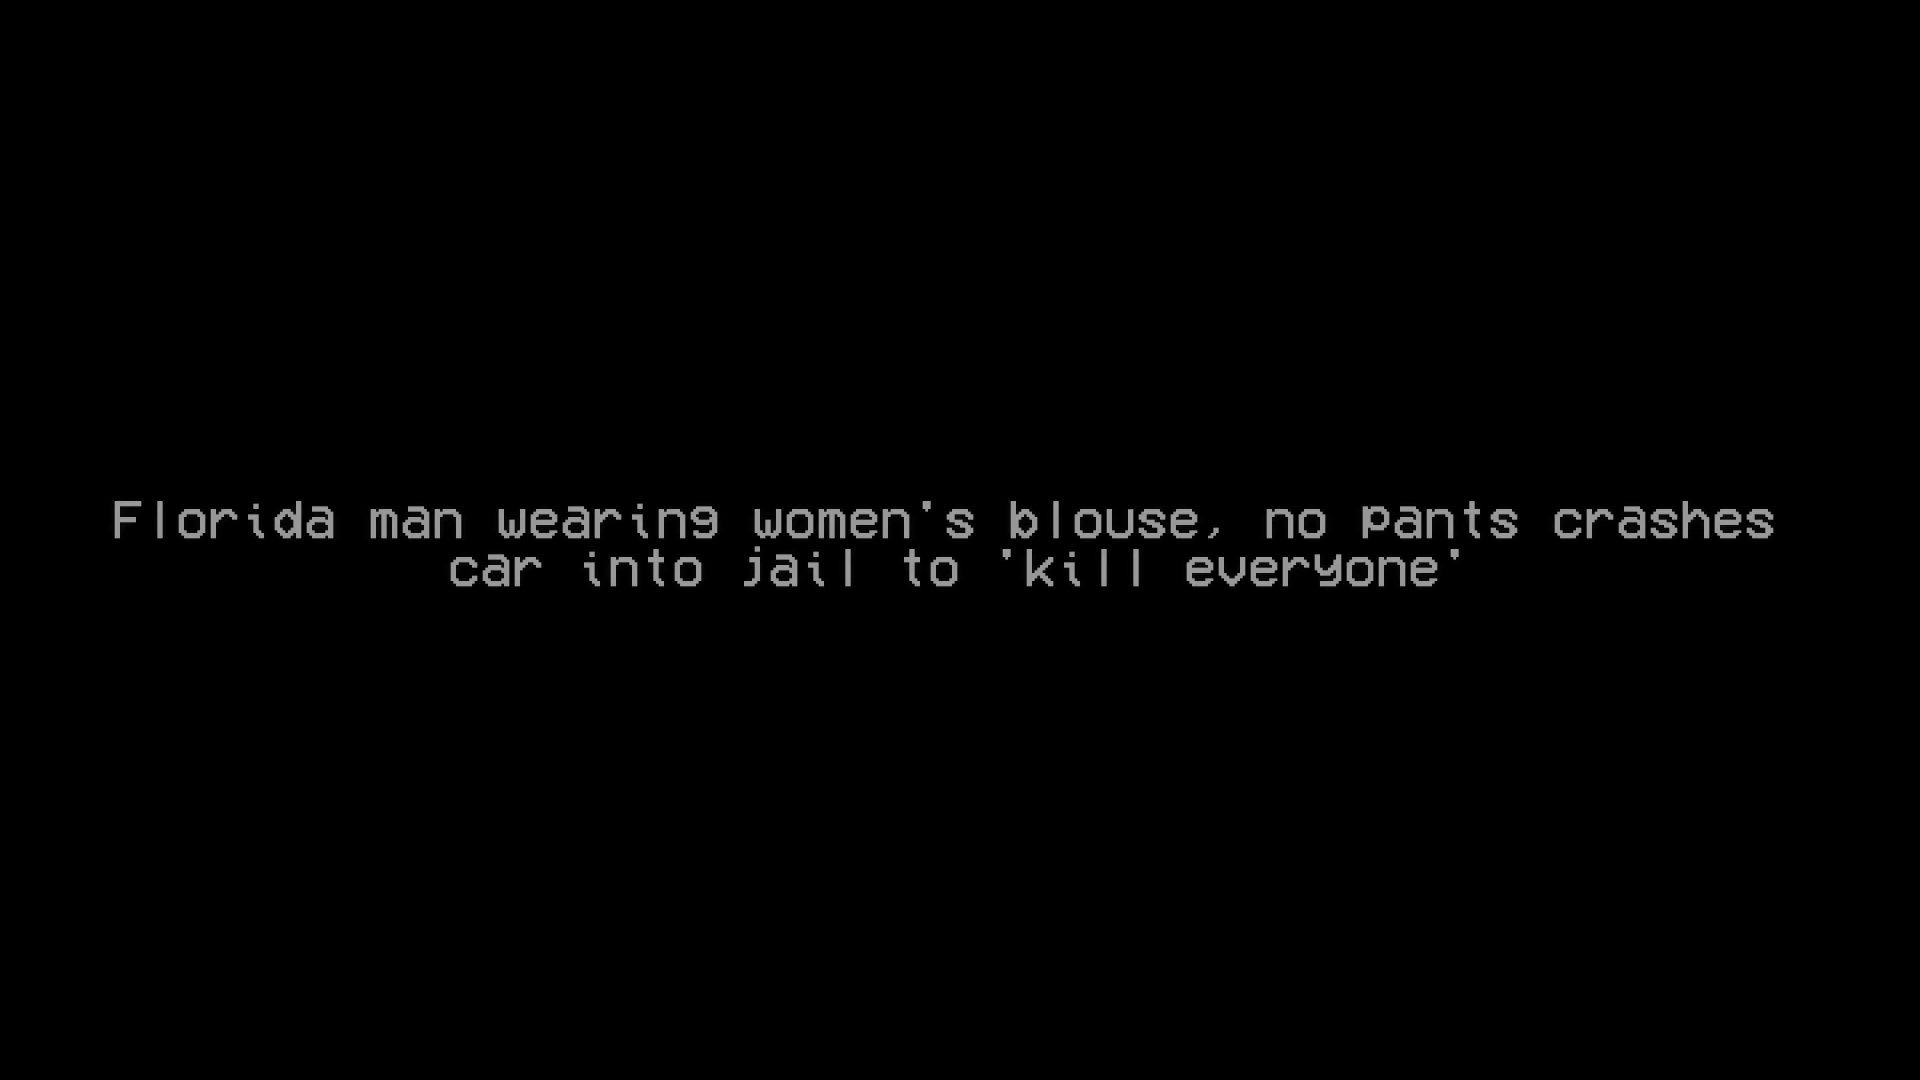 Florida man wearing women's blouse, no pants crashes
car into jail to 'kill everyone'